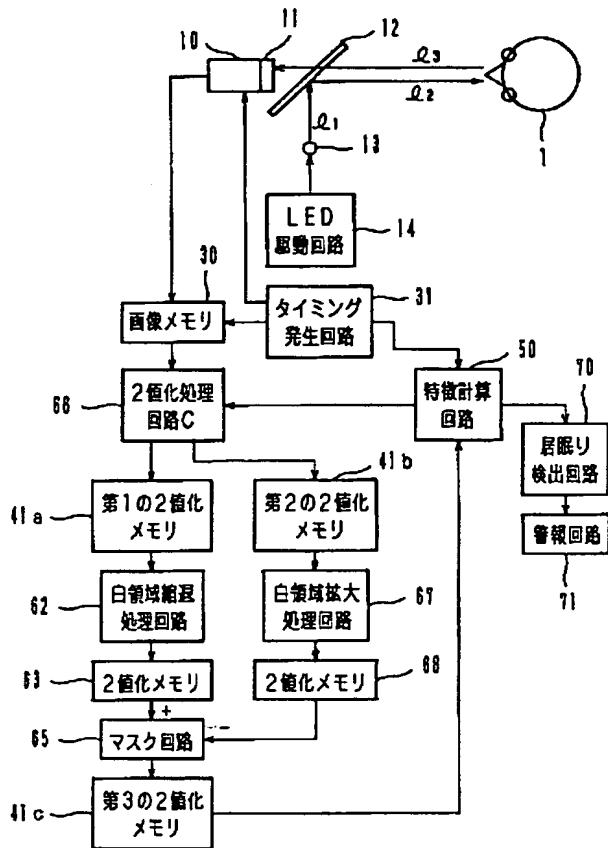 10
11
12
ℓ3
ℓ2
ℓ1
13
1
LED
駆動回路
14
30
画像メモリ
タイミング
発生回路
31
50
2値化処理
回路C
66
特徴計算
回路
70
居眠り
検出回路
41b
41a
第1の2値化
メモリ
第2の2値化
メモリ
警報回路
71
62
白領域縮退
処理回路
白領域拡大
処理回路
67
63
2値化メモリ
2値化メモリ
68
+
-
65
マスク回路
41c
第3の2値化
メモリ